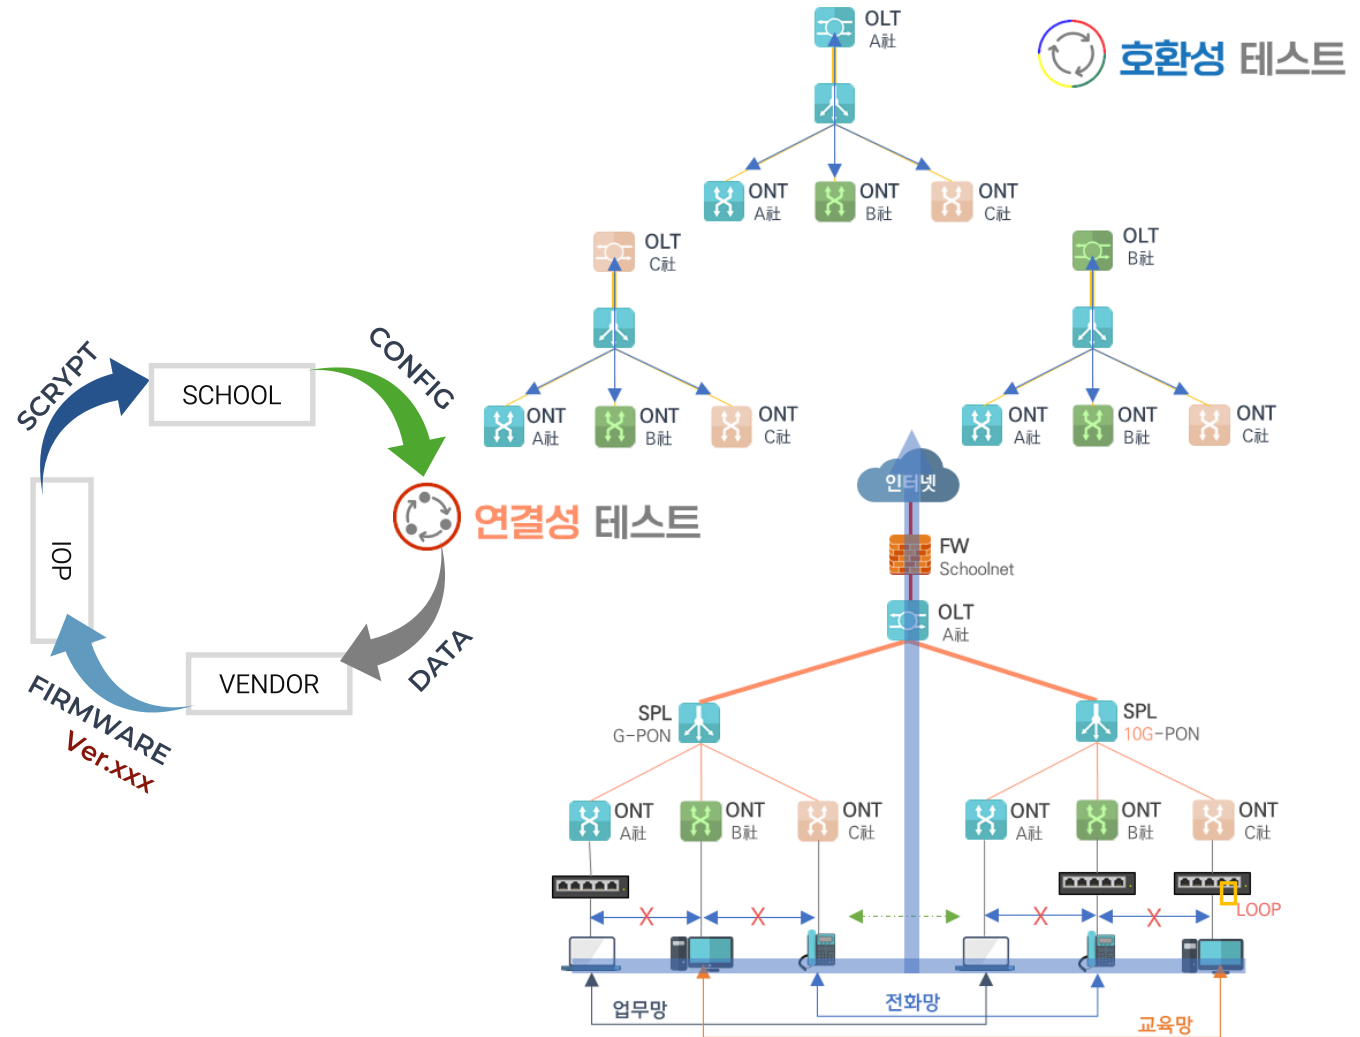 호환성 테스트
OLT
A社
ONT
A社
ONT
B社
ONT
C社
OLT
C社
ONT
A社
ONT
B社
ONT
C社
OLT
B社
ONT
A社
ONT
B社
ONT
C社
SCRYPT
SCHOOL
CONFIG
연결성 테스트
IOP
DATA
VENDOR
FIRMWARE
Ver.xxx
인터넷
FW
Schoolnet
OLT
A社
SPL
G-PON
SPL
10G-PON
ONT
A社
ONT
B社
ONT
C社
ONT
A社
ONT
B社
ONT
C社
LOOP
X
X
X
X
업무망
전화망
교육망